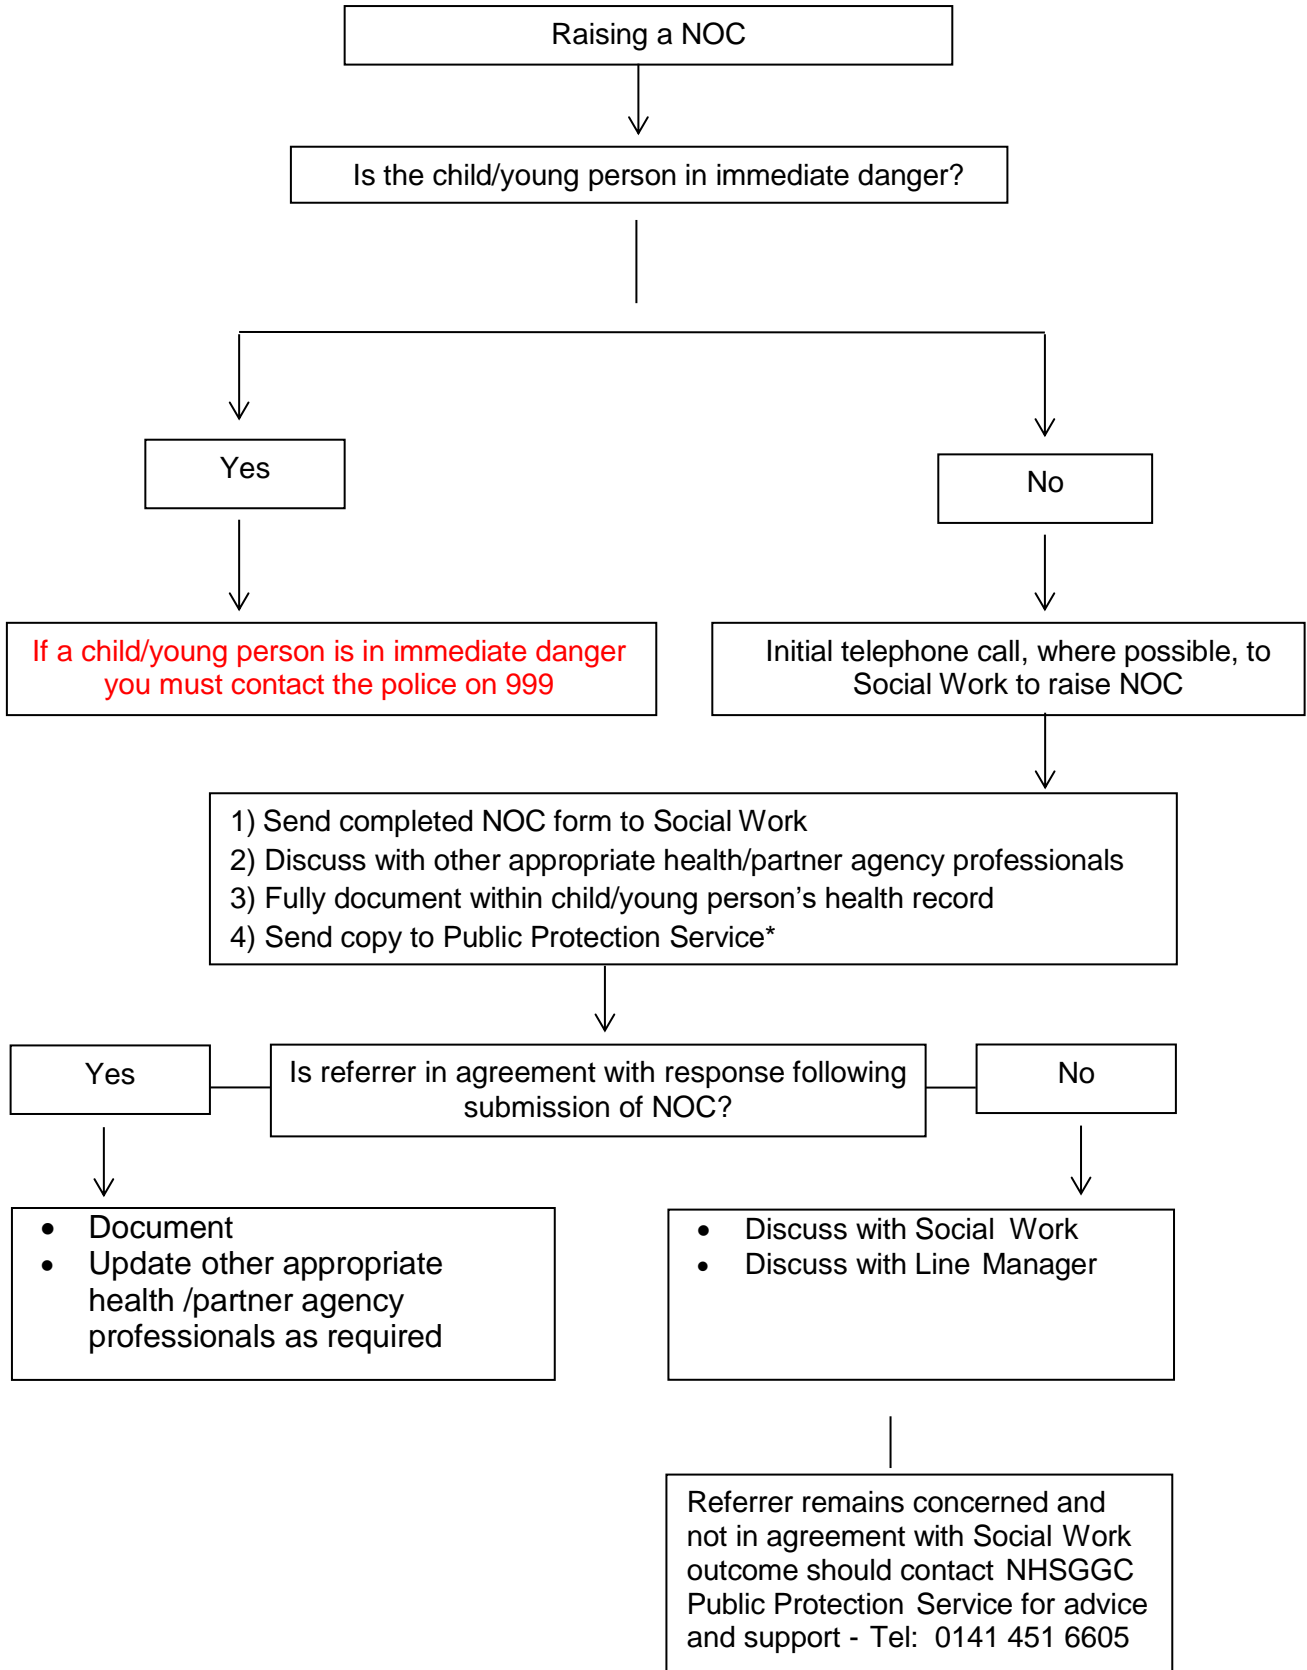 Raising a NOC
Is the child/young person in immediate danger?
Yes
No
If a child/young person is in immediate danger
you must contact the police on 999
Initial telephone call, where possible, to
Social Work to raise NOC
1) Send completed NOC form to Social Work
2) Discuss with other appropriate health/partner agency professionals
3) Fully document within child/young person's health record
4) Send copy to Public Protection Service*
Yes
Is referrer in agreement with response following
submission of NOC?
No
• Document
• Update other appropriate
health /partner agency
professionals as required
• Discuss with Social Work
• Discuss with Line Manager
Referrer remains concerned and
not in agreement with Social Work
outcome should contact NHSGGC
Public Protection Service for advice
and support - Tel: 0141 451 6605